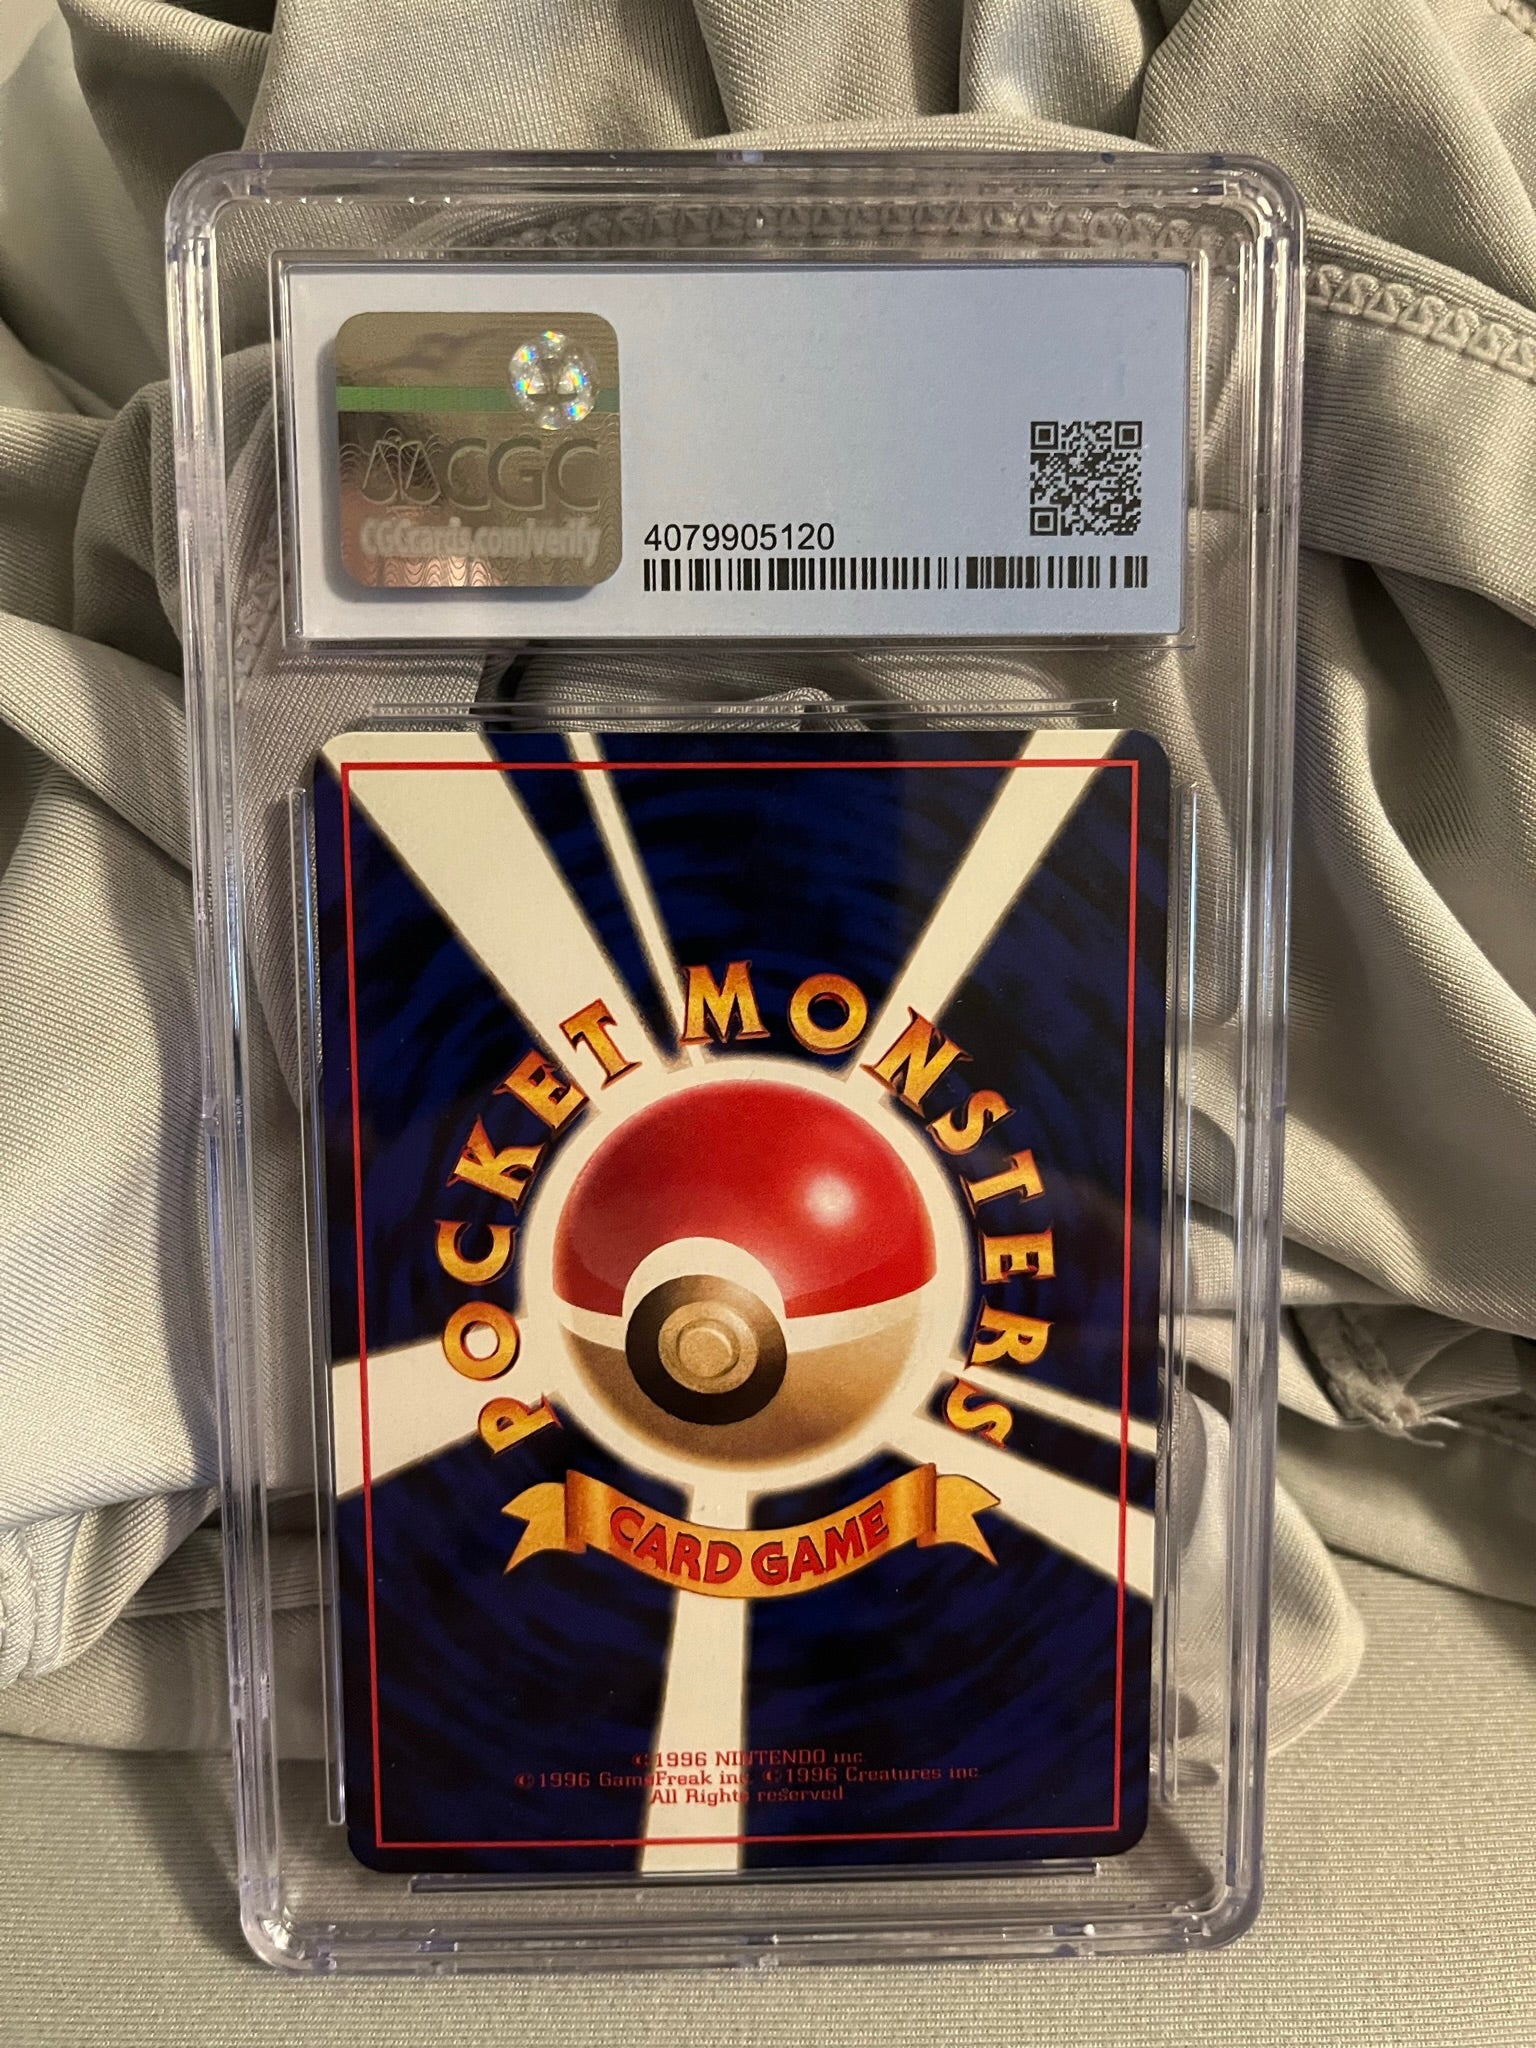 CGC
CGCcards.com/verify
4079905120
POCKET MONSTERS
CARD GAME
©1996 NINTENDO inc.
©1996 GameFreak inc. ©1996 Creatures inc.
All Rights reserved